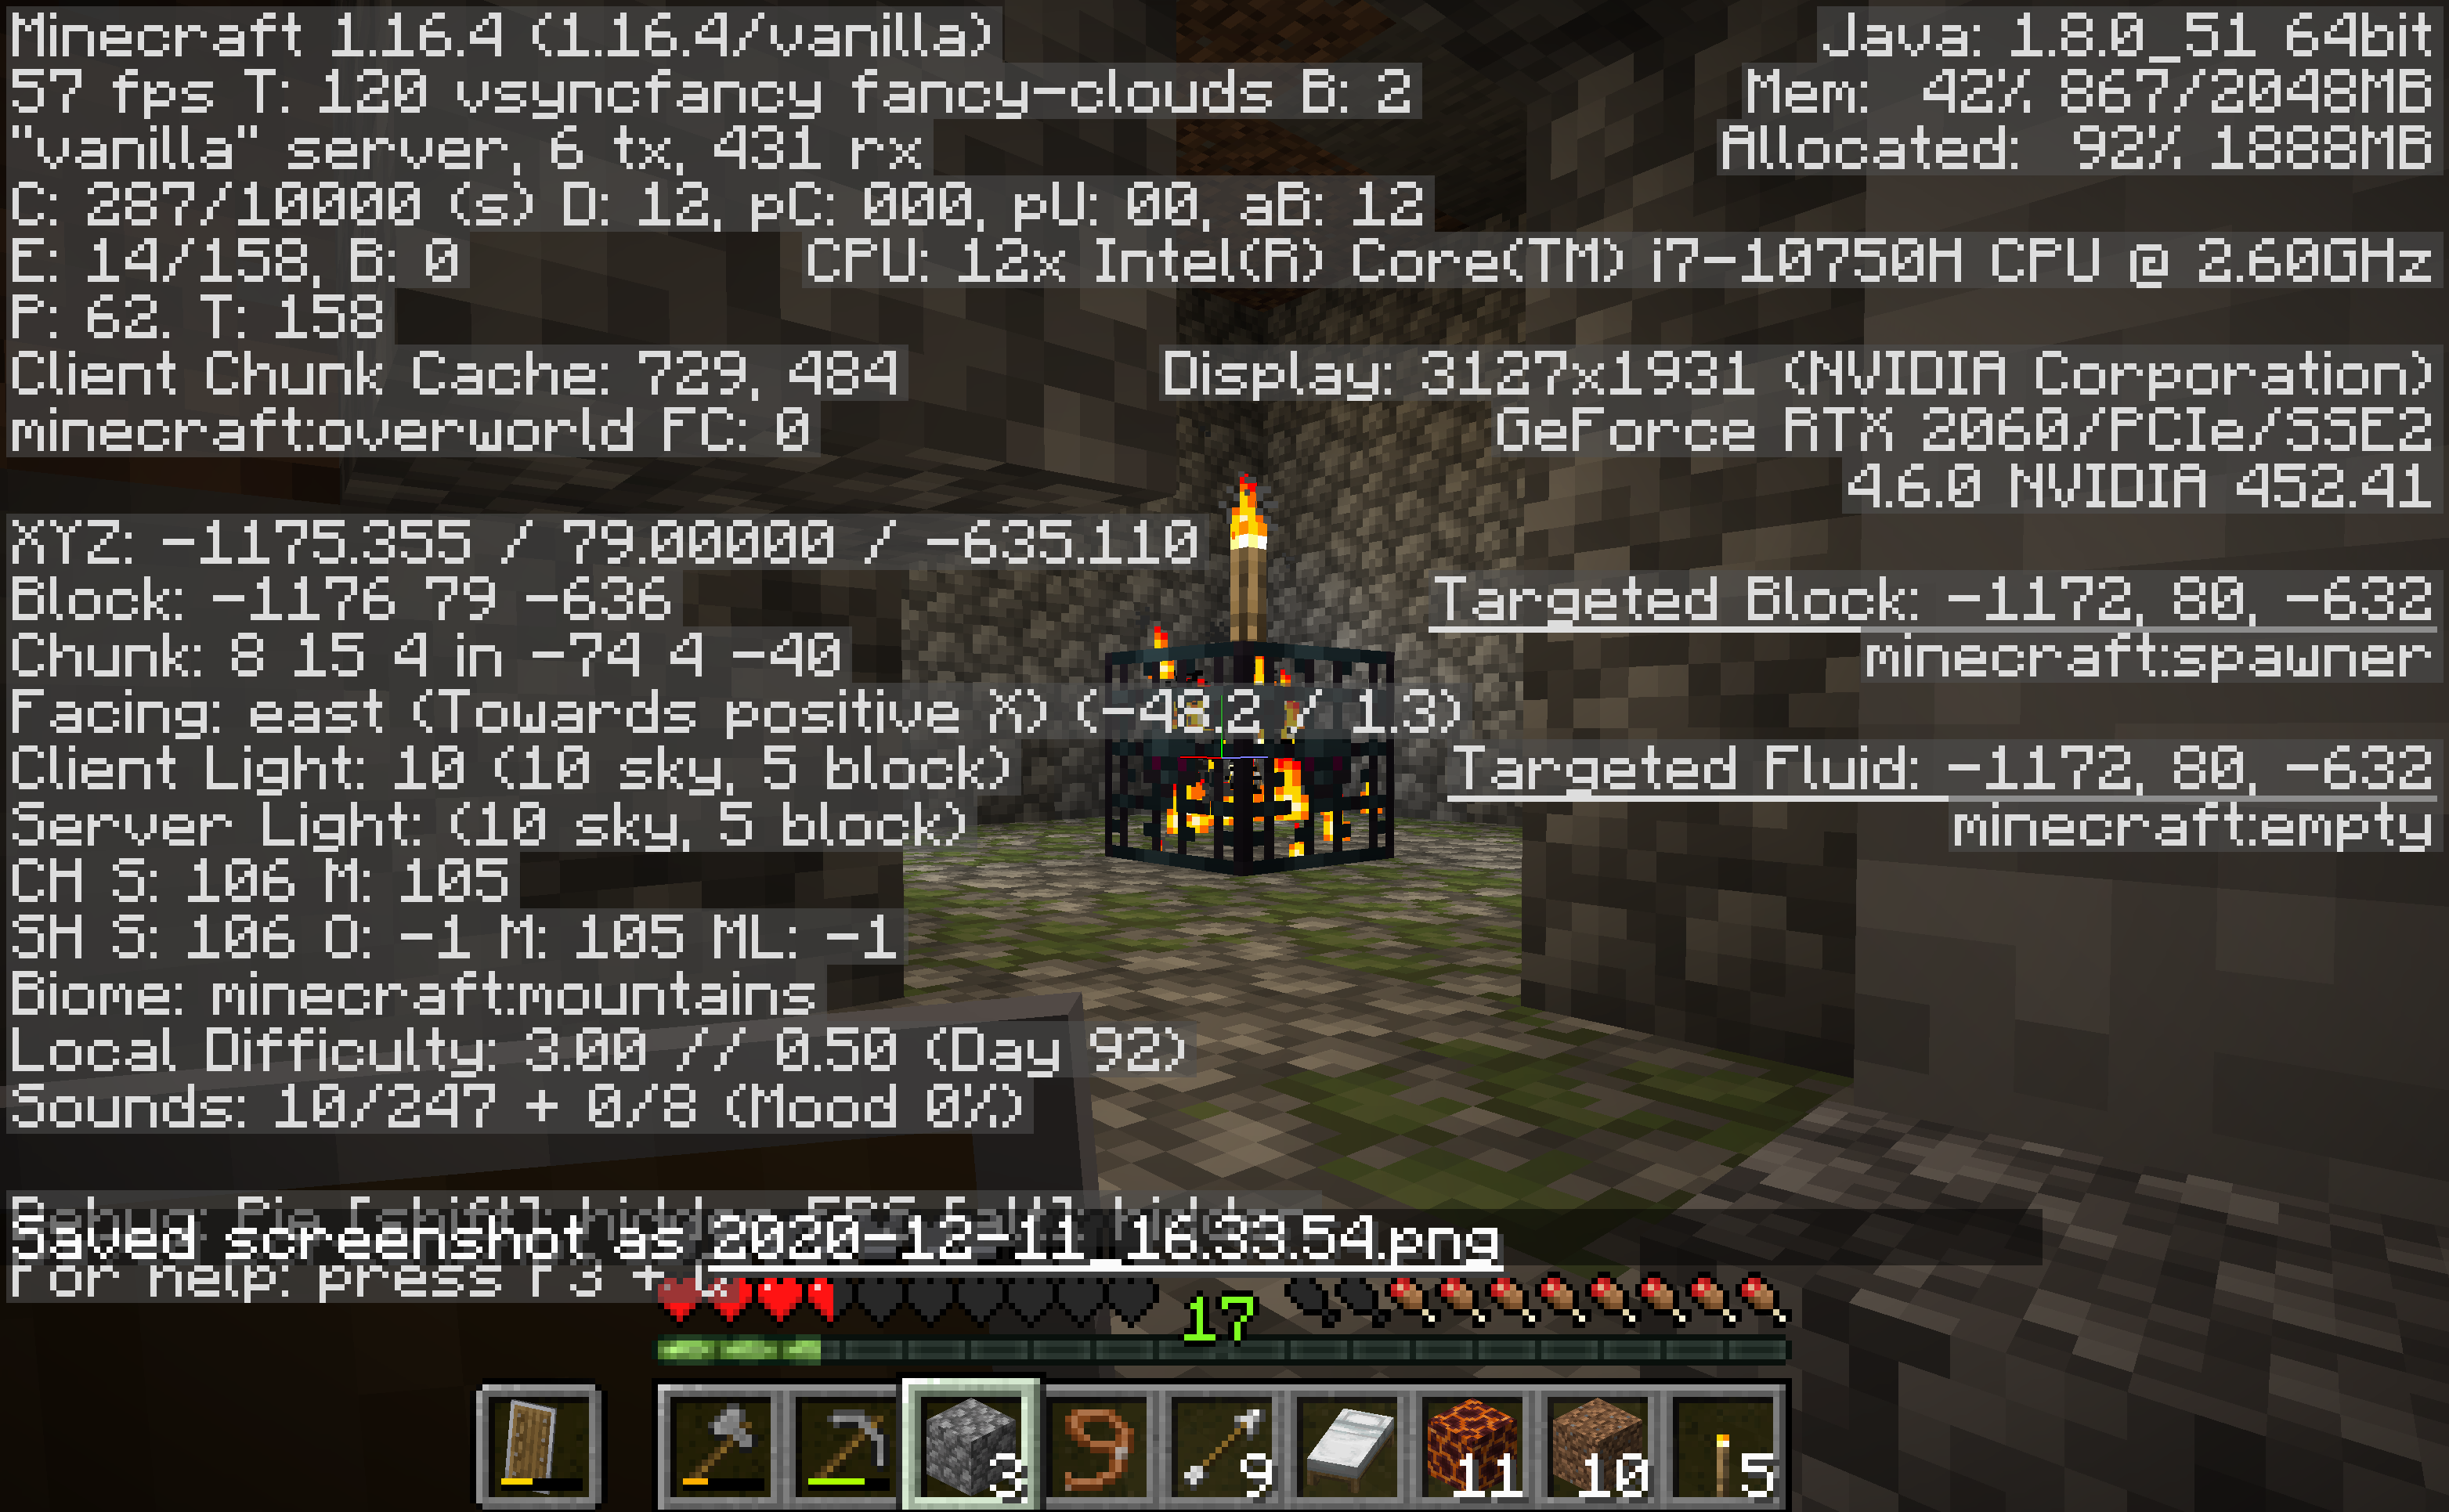 Minecraft 1.16.4 (1.16.4/vanilla)
57 fps T: 120 vsyncfancy fancy-clouds B: 2
"vanilla" server, 6 tx, 431 rx
C: 287/10000 (s) D: 12, pC: 000, pU: 00, aB: 12
E: 14/158, B: 0
P: 62. T: 158
Client Chunk Cache: 729, 484
minecraft:overworld FC: 0
XYZ: -1175.355 / 79.00000 / -635.110
Block: -1176 79 -636
Chunk: 8 15 4 in -74 4 -40
Facing: east (Towards positive X) (-48.2 / 1.3)
Client Light: 10 (10 sky, 5 block)
Server Light: (10 sky, 5 block)
CH S: 106 M: 105
SH S: 106 O: -1 M: 105 ML: -1
Biome: minecraft:mountains
Local Difficulty: 3.00 // 0.50 (Day 92)
Sounds: 10/247 + 0/8 (Mood 0%)
Java: 1.8.0_51 64bit
Mem: 42% 867/2048MB
Allocated: 92% 1888MB
CPU: 12x Intel(R) Core(TM) i7-10750H CPU @ 2.60GHz
Display: 3127x1931 (NVIDIA Corporation)
GeForce RTX 2060/PCIe/SSE2
4.6.0 NVIDIA 452.41
Targeted Block: -1172, 80, -632
minecraft:spawner
Targeted Fluid: -1172, 80, -632
minecraft:empty
Saved screenshot as 2020-12-11_16.33.54.png
For help: press F3 +
17
3
9
11
10
5